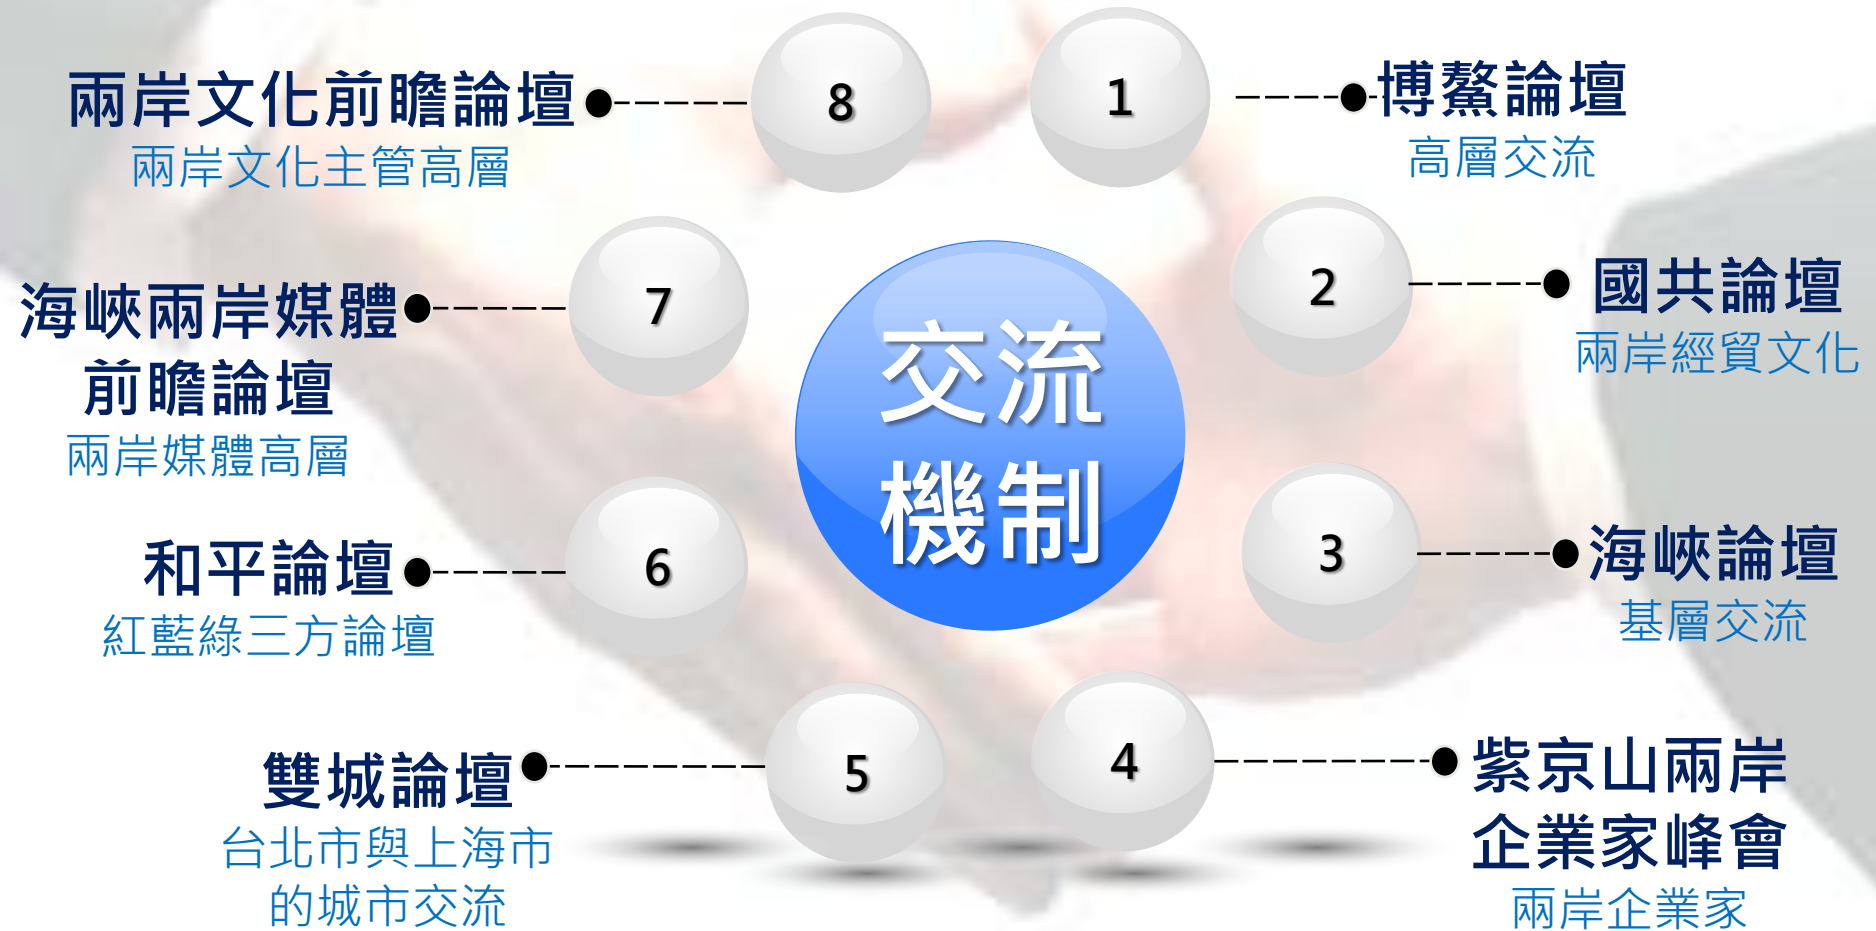 交流
機制
1
博鰲論壇
高層交流
2
國共論壇
兩岸經貿文化
3
海峽論壇
基層交流
4
紫京山兩岸
企業家峰會
兩岸企業家
5
雙城論壇
台北市與上海市
的城市交流
6
和平論壇
紅藍綠三方論壇
7
海峽兩岸媒體
前瞻論壇
兩岸媒體高層
8
兩岸文化前瞻論壇
兩岸文化主管高層